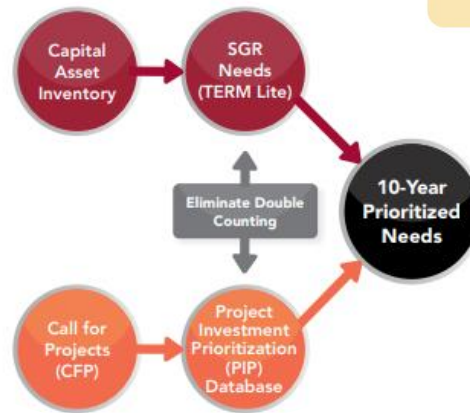 Capital
Asset
Inventory
SGR
Needs
(TERM Lite)
Eliminate Double
Counting
10-Year
Prioritized
Needs
Call for
Projects
(CFP)
Project
Investment
Prioritization
(PIP)
Database